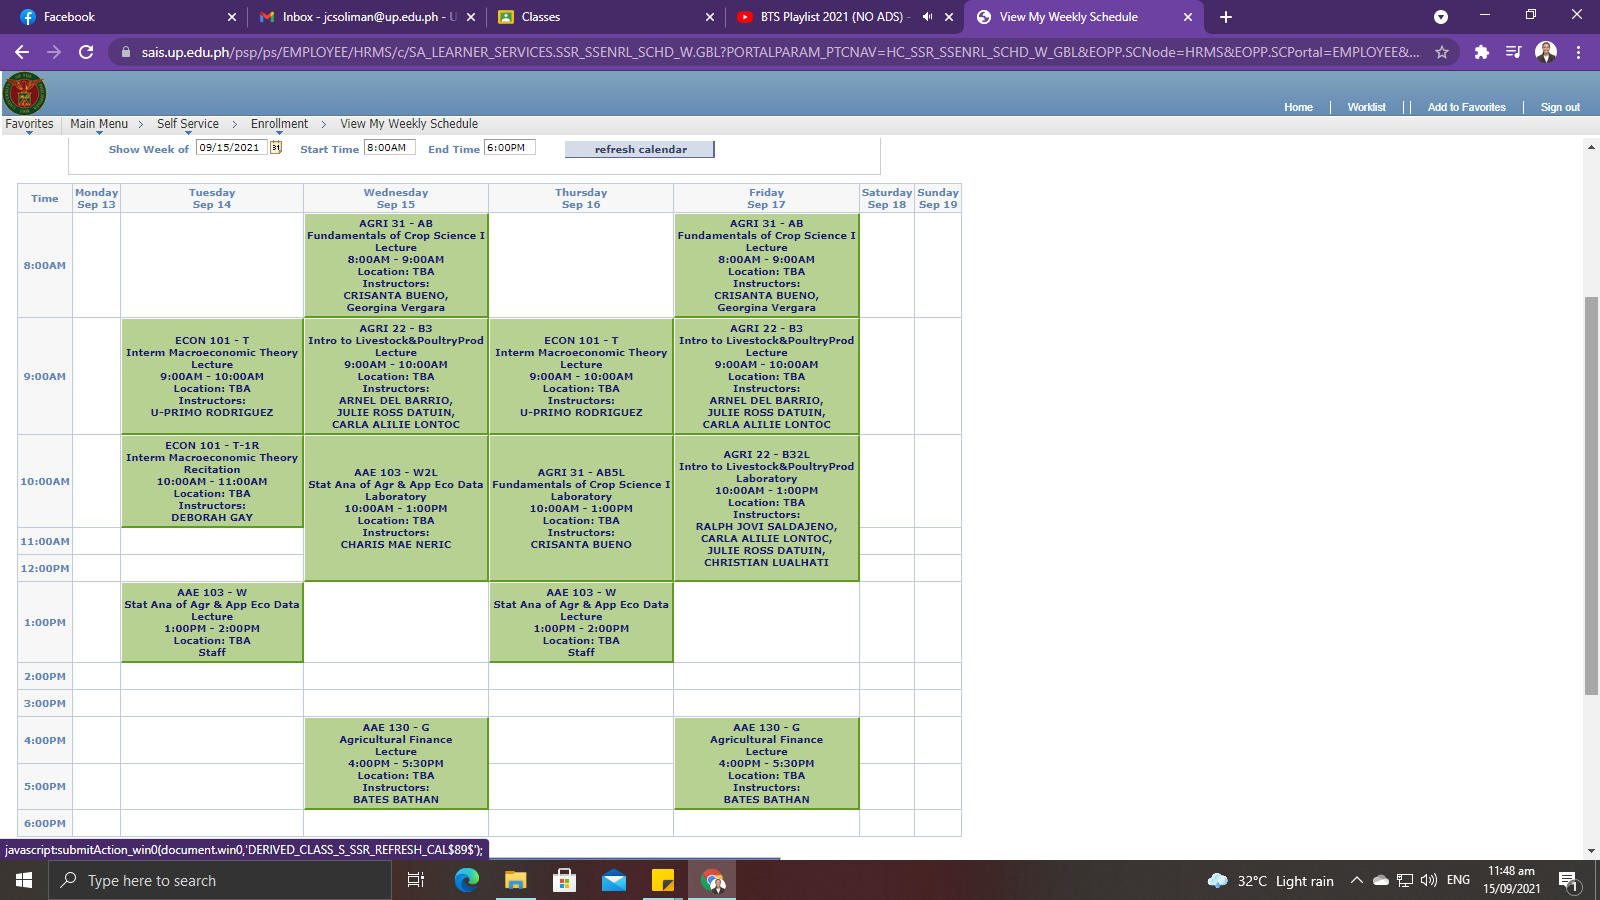 Facebook
Inbox - jcsoliman@up.edu.ph - U
Classes
BTS Playlist 2021 (NO ADS) -
View My Weekly Schedule
sais.up.edu.ph/psp/ps/EMPLOYEE/HRMS/c/SA_LEARNER_SERVICES.SSR_SSENRL_SCHD_W.GBL?PORTALPARAM_PTCNAV=HC_SSR_SSENRL_SCHD_W_GBL&EOPP.SCNode=HRMS&EOPP.SCPortal=EMPLOYEE&...
Home
Worklist
Add to Favorites
Sign out
Favorites
Main Menu
Self Service
Enrollment
View My Weekly Schedule
Show Week of 09/15/2021 31 Start Time 8:00AM End Time 6:00PM refresh calendar
Time
Monday
Sep 13
Tuesday
Sep 14
Wednesday
Sep 15
Thursday
Sep 16
Friday
Sep 17
Saturday
Sep 18
Sunday
Sep 19
8:00AM
AGRI 31 - AB
Fundamentals of Crop Science I
Lecture
8:00AM - 9:00AM
Location: TBA
Instructors:
CRISANTA BUENO,
Georgina Vergara
AGRI 31 - AB
Fundamentals of Crop Science I
Lecture
8:00AM - 9:00AM
Location: TBA
Instructors:
CRISANTA BUENO,
Georgina Vergara
9:00AM
ECON 101 - T
Interm Macroeconomic Theory
Lecture
9:00AM - 10:00AM
Location: TBA
Instructors:
U-PRIMO RODRIGUEZ
AGRI 22 - B3
Intro to Livestock&PoultryProd
Lecture
9:00AM - 10:00AM
Location: TBA
Instructors:
ARNEL DEL BARRIO,
JULIE ROSS DATUIN,
CARLA ALILIE LONTOC
ECON 101 - T
Interm Macroeconomic Theory
Lecture
9:00AM - 10:00AM
Location: TBA
Instructors:
U-PRIMO RODRIGUEZ
AGRI 22 - B3
Intro to Livestock&PoultryProd
Lecture
9:00AM - 10:00AM
Location: TBA
Instructors:
ARNEL DEL BARRIO,
JULIE ROSS DATUIN,
CARLA ALILIE LONTOC
10:00AM
ECON 101 - T-1R
Interm Macroeconomic Theory
Recitation
10:00AM - 11:00AM
Location: TBA
Instructors:
DEBORAH GAY
AAE 103 - W2L
Stat Ana of Agr & App Eco Data
Laboratory
10:00AM - 1:00PM
Location: TBA
Instructors:
CHARIS MAE NERIC
AGRI 31 - AB5L
Fundamentals of Crop Science I
Laboratory
10:00AM - 1:00PM
Location: TBA
Instructors:
CRISANTA BUENO
AGRI 22 - B32L
Intro to Livestock&PoultryProd
Laboratory
10:00AM - 1:00PM
Location: TBA
Instructors:
RALPH JOVI SALDAJENO,
CARLA ALILIE LONTOC,
JULIE ROSS DATUIN,
CHRISTIAN LUALHATI
11:00AM
12:00PM
1:00PM
AAE 103 - W
Stat Ana of Agr & App Eco Data
Lecture
1:00PM - 2:00PM
Location: TBA
Staff
AAE 103 - W
Stat Ana of Agr & App Eco Data
Lecture
1:00PM - 2:00PM
Location: TBA
Staff
2:00PM
3:00PM
4:00PM
AAE 130 - G
Agricultural Finance
Lecture
4:00PM - 5:30PM
Location: TBA
Instructors:
BATES BATHAN
AAE 130 - G
Agricultural Finance
Lecture
4:00PM - 5:30PM
Location: TBA
Instructors:
BATES BATHAN
5:00PM
6:00PM
javascript:submitAction_win0(document.win0,'DERIVED_CLASS_S_SSR_REFRESH_CAL$89$');
Type here to search
32°C Light rain
ENG
11:48 am
15/09/2021
1